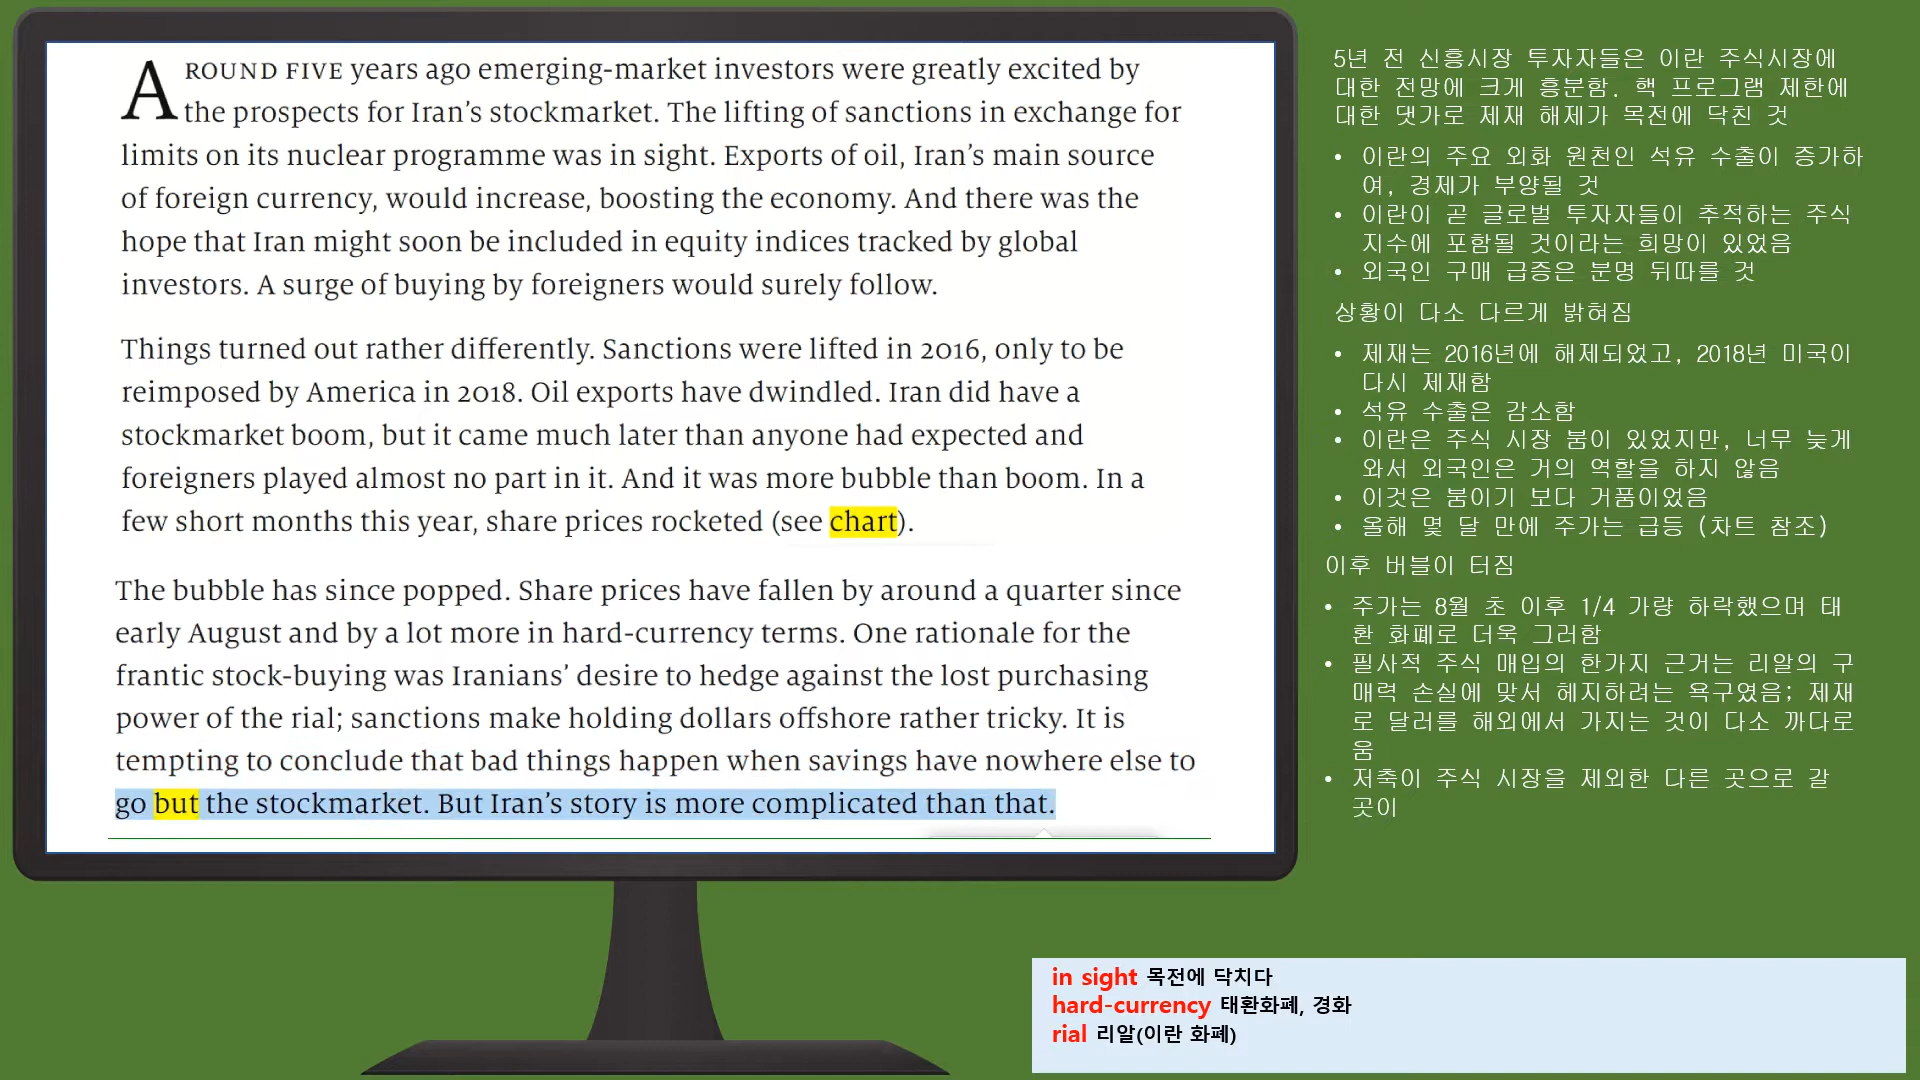 AROUND FIVE years ago emerging-market investors were greatly excited by
the prospects for Iran's stockmarket. The lifting of sanctions in exchange for
limits on its nuclear programme was in sight. Exports of oil, Iran's main source
of foreign currency, would increase, boosting the economy. And there was the
hope that Iran might soon be included in equity indices tracked by global
investors. A surge of buying by foreigners would surely follow.
Things turned out rather differently. Sanctions were lifted in 2016, only to be
reimposed by America in 2018. Oil exports have dwindled. Iran did have a
stockmarket boom, but it came much later than anyone had expected and
foreigners played almost no part in it. And it was more bubble than boom. In a
few short months this year, share prices rocketed (see chart).
The bubble has since popped. Share prices have fallen by around a quarter since
early August and by a lot more in hard-currency terms. One rationale for the
frantic stock-buying was Iranians' desire to hedge against the lost purchasing
power of the rial; sanctions make holding dollars offshore rather tricky. It is
tempting to conclude that bad things happen when savings have nowhere else to
go but the stockmarket. But Iran's story is more complicated than that.
5년 전 신흥시장 투자자들은 이란 주식시장에
대한 전망에 크게 흥분함. 핵 프로그램 제한에
대한 댓가로 제재 해제가 목전에 닥친 것
• 이란의 주요 외화 원천인 석유 수출이 증가하
여, 경제가 부양될 것
• 이란이 곧 글로벌 투자자들이 추적하는 주식
지수에 포함될 것이라는 희망이 있었음
• 외국인 구매 급증은 분명 뒤따를 것
상황이 다소 다르게 밝혀짐
• 제재는 2016년에 해제되었고, 2018년 미국이
다시 제재함
• 석유 수출은 감소함
• 이란은 주식 시장 붐이 있었지만, 너무 늦게
와서 외국인은 거의 역할을 하지 않음
• 이것은 붐이기 보다 거품이었음
• 올해 몇 달 만에 주가는 급등 (차트 참조)
이후 버블이 터짐
• 주가는 8월 초 이후 1/4 가량 하락했으며 태
환 화폐로 더욱 그러함
• 필사적 주식 매입의 한가지 근거는 리알의 구
매력 손실에 맞서 헤지하려는 욕구였음; 제재
로 달러를 해외에서 가지는 것이 다소 까다로
움
• 저축이 주식 시장을 제외한 다른 곳으로 갈
곳이
in sight 목전에 닥치다
hard-currency 태환화폐, 경화
rial 리알(이란 화폐)